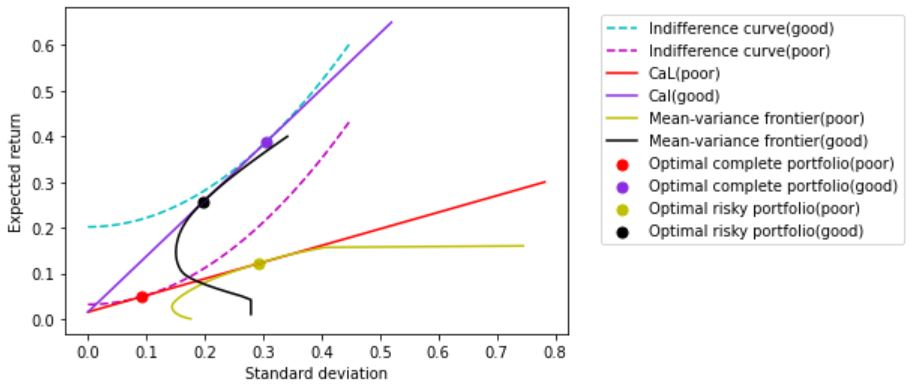 Expected return
0.6
0.5
0.4
0.3
0.2
0.1
0.0
0.0 0.1 0.2 0.3 0.4 0.5 0.6 0.7 0.8
Standard deviation
Indifference curve(good)
Indifference curve(poor)
CaL(poor)
Cal(good)
Mean-variance frontier(poor)
Mean-variance frontier(good)
Optimal complete portfolio(poor)
Optimal complete portfolio(good)
Optimal risky portfolio(poor)
Optimal risky portfolio(good)